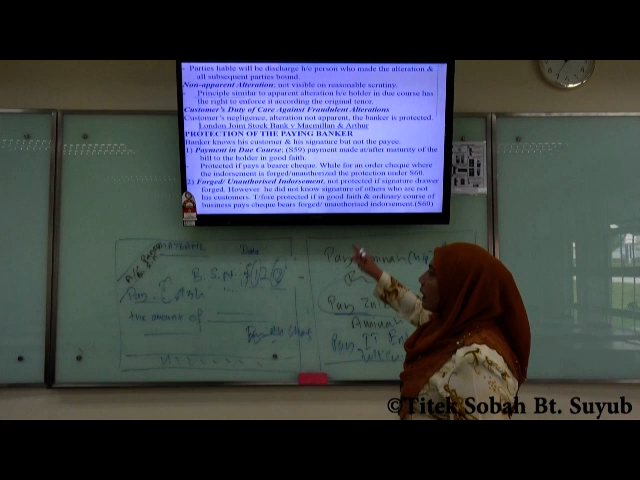 - Parties liable will be discharge h/e person who made the alteration &
all subsequent parties bound.
Non-apparent Alteration; not visible on reasonable scrutiny.
- Principle similar to apparent alteration h/e holder in due course has
the right to enforce it according the original tenor.
Customer's Duty of Care Against Fraudulent Alterations
Customer's negligence, alteration not apparent, the banker is protected.
London Joint Stock Bank v Macmillan & Arthur
PROTECTION OF THE PAYING BANKER
Banker knows his customer & his signature but not the payee.
1) Payment in Due Course; (S59) payment made at/after maturity of the
bill to the holder in good faith.
- Protected if pays a bearer cheque. While for an order cheque where
the indorsement is forged/unauthorized the protection under S60.
2) Forged/ Unauthorised Indorsement, not protected if signature drawer
forged. However he did not know signature of others who are not
his customers. T/fore protected if in good faith & ordinary course of
business pays cheque bears forged/ unauthorised indorsement.(S60)
A/C Payee
Date
Pay
the amount of
Pay
Pay
Pay
©Titek Sobah Bt. Suyub